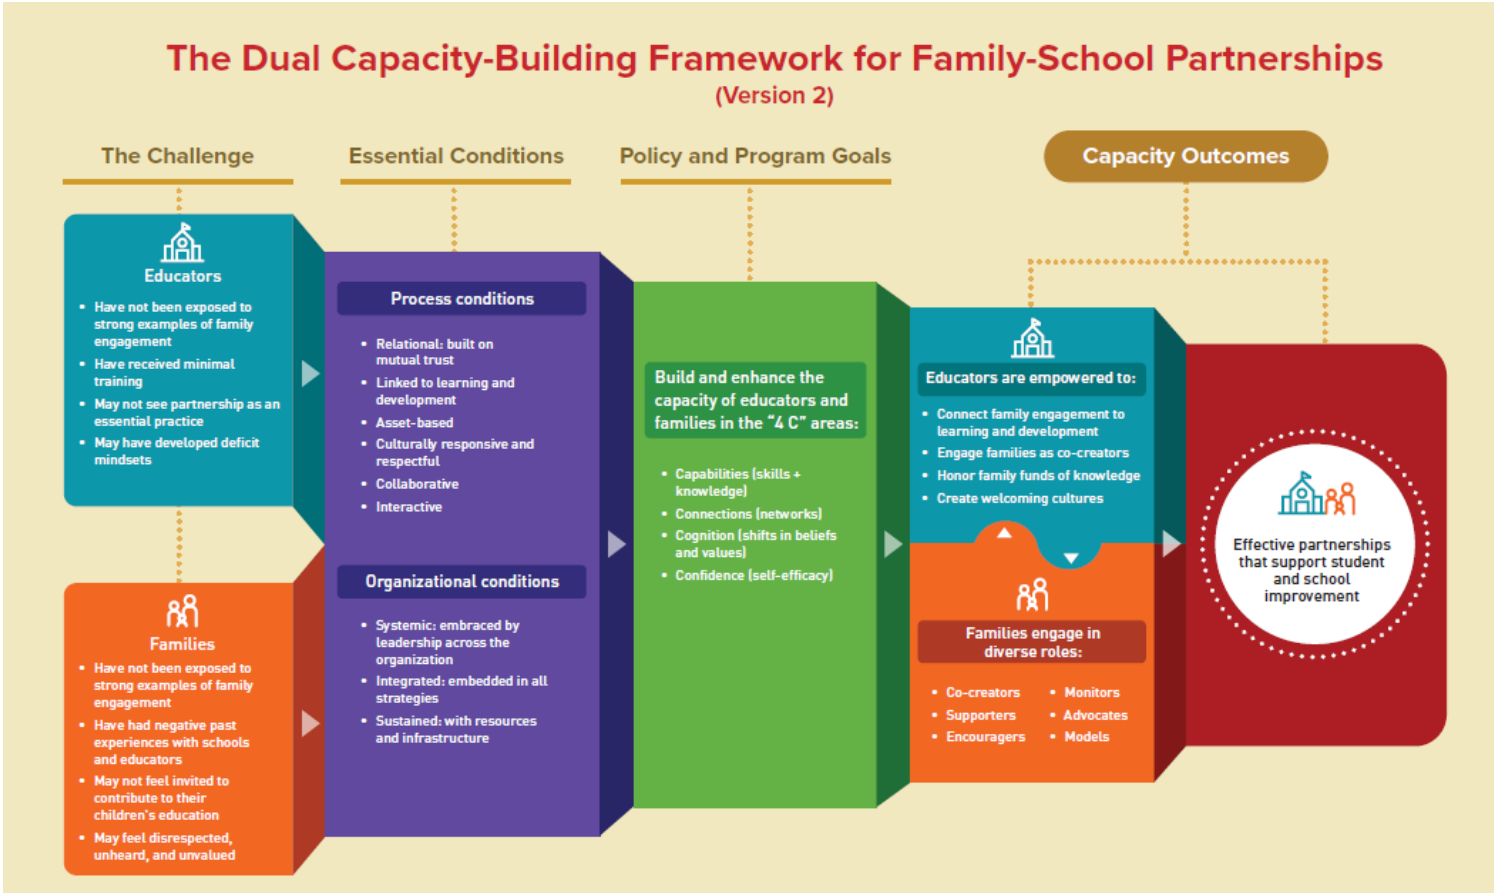 The Dual Capacity-Building Framework for Family-School Partnerships
(Version 2)
The Challenge
Essential Conditions
Policy and Program Goals
Capacity Outcomes
Educators
• Have not been exposed to
strong examples of family
engagement
• Have received minimal
training
• May not see partnership as an
essential practice
• May have developed deficit
mindsets
Families
• Have not been exposed to
strong examples of family
engagement
• Have had negative past
experiences with schools
and educators
• May not feel invited to
contribute to their
children's education
• May feel disrespected,
unheard, and unvalued
Process conditions
• Relational: built on
mutual trust
• Linked to learning and
development
• Asset-based
• Culturally responsive and
respectful
• Collaborative
• Interactive
Organizational conditions
• Systemic: embraced by
leadership across the
organization
• Integrated: embedded in all
strategies
• Sustained: with resources
and infrastructure
Build and enhance the
capacity of educators and
families in the “4 C” areas:
• Capabilities (skills +
knowledge)
• Connections (networks)
• Cognition (shifts in beliefs
and values)
• Confidence (self-efficacy)
Educators are empowered to:
• Connect family engagement to
learning and development
• Engage families as co-creators
• Honor family funds of knowledge
• Create welcoming cultures
Families engage in
diverse roles:
• Co-creators
• Supporters
• Encouragers
• Monitors
• Advocates
• Models
Effective partnerships
that support student
and school
improvement